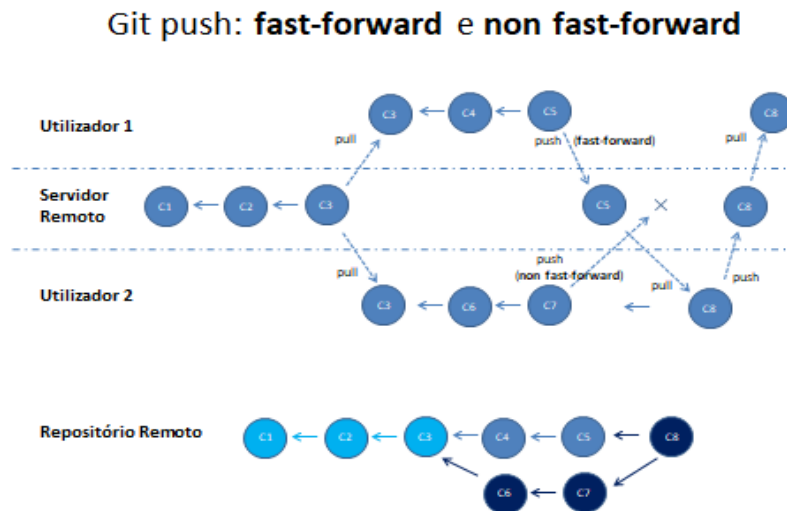 Git push: fast-forward e non fast-forward
C3
C4
C5
C8
Utilizador 1
pull
push
(fast-forward)
pull
Servidor
Remoto
C1
C2
C3
C5
C8
pull
push
(non fast-forward)
pull
push
Utilizador 2
C3
C6
C7
C8
Repositório Remoto
C1
C2
C3
C4
C5
C8
C6
C7